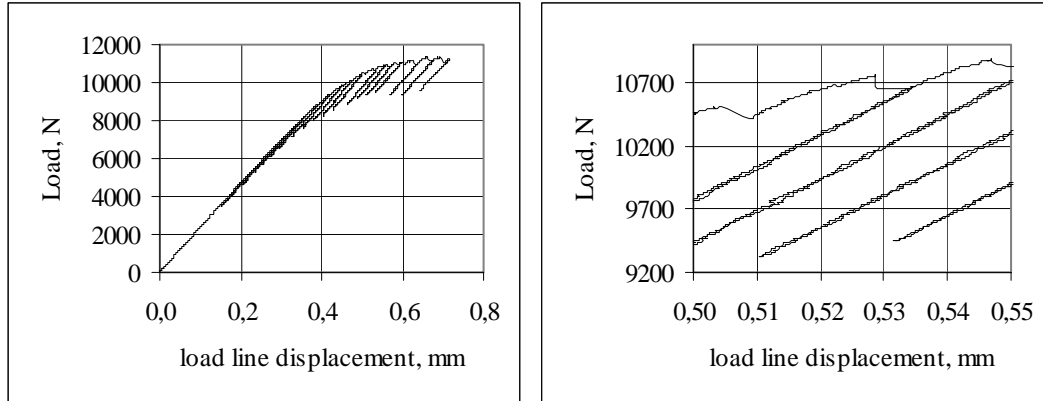 12000
10000
8000
6000
4000
2000
0
Load, N
0,0 0,2 0,4 0,6 0,8
load line displacement, mm
10700
10200
9700
9200
Load, N
0,50 0,51 0,52 0,53 0,54 0,55
load line displacement, mm